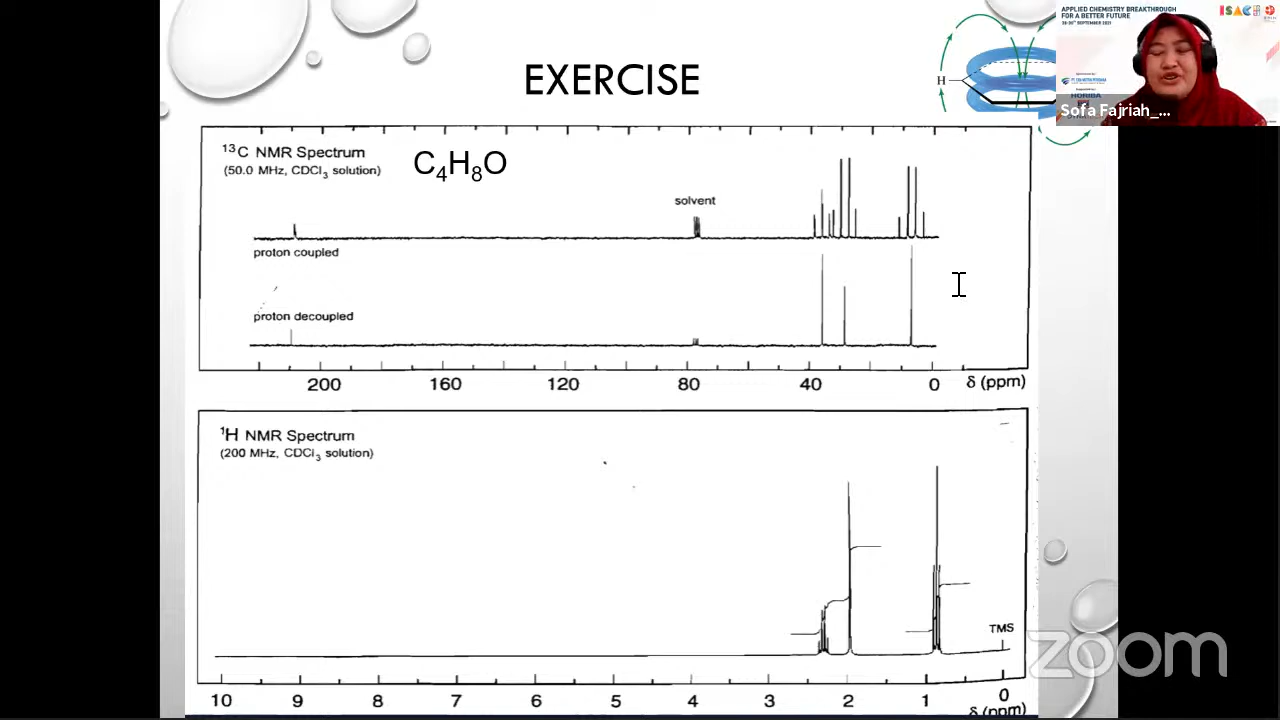 EXERCISE
H
APPLIED CHEMISTRY BREAKTHROUGH
FOR A BETTER FUTURE
ISAC
HORIBA
Sofa Fajriah_...
¹³C NMR Spectrum
(50.0 MHz, CDCl₃ solution)
C₄H₈O
solvent
proton coupled
proton decoupled
200 160 120 80 40 0 δ (ppm)
¹H NMR Spectrum
(200 MHz, CDCl₃ solution)
TMS
10 9 8 7 6 5 4 3 2 1 0
δ (ppm)
zoom